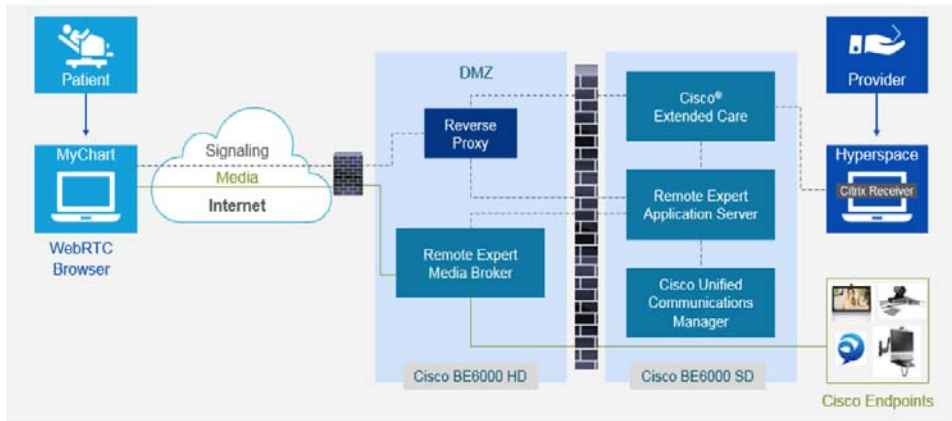 Patient
MyChart
WebRTC
Browser
Signaling
Media
Internet
DMZ
Reverse
Proxy
Remote Expert
Media Broker
Cisco BE6000 HD
Cisco®
Extended Care
Remote Expert
Application Server
Cisco Unified
Communications
Manager
Cisco BE6000 SD
Provider
Hyperspace
Citrix Receiver
Cisco Endpoints